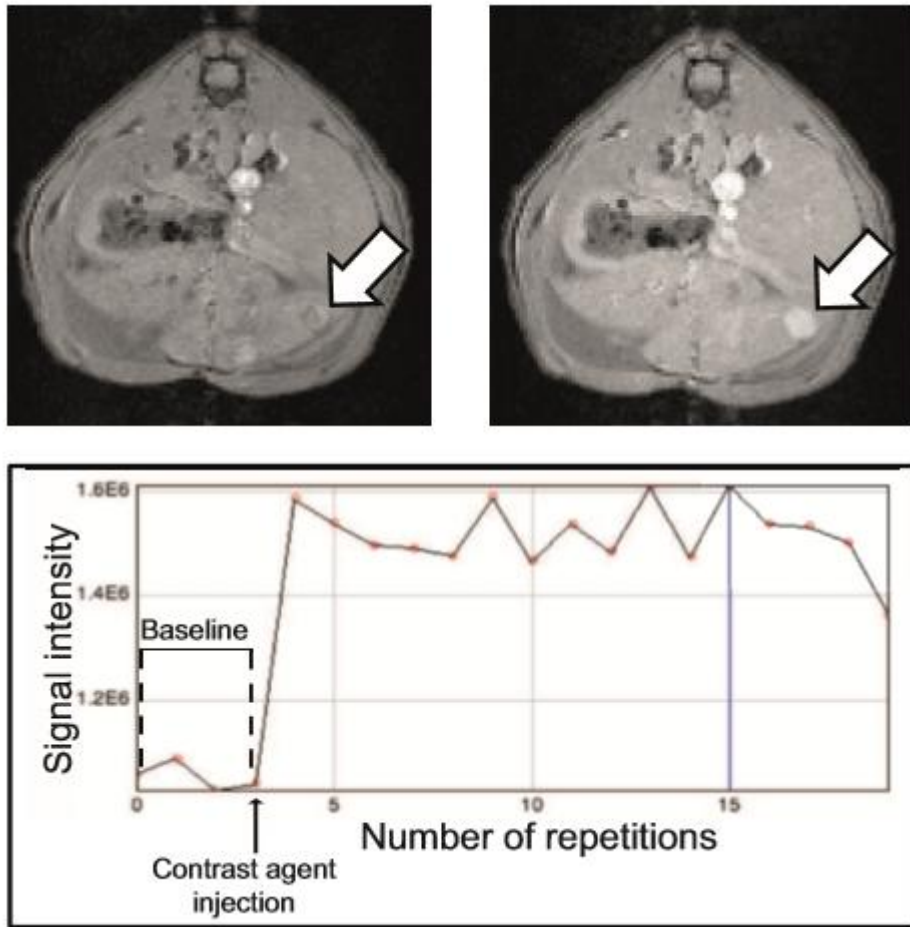 1.6E6
1.4E6
1.2E6
Signal intensity
Baseline
0
5
10
15
Number of repetitions
Contrast agent
injection